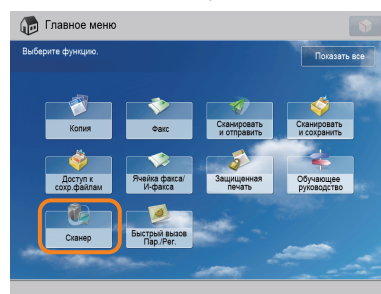 Главное меню
Выберите функцию.
Показать все
Копия
Факс
Сканировать
и отправить
Сканировать
и сохранить
Доступ к
сохр.файлам
Ячейка факса/
И-факса
Защищенная
печать
Обучающее
руководство
Сканер
Быстрый вызов
Пар./Рег.